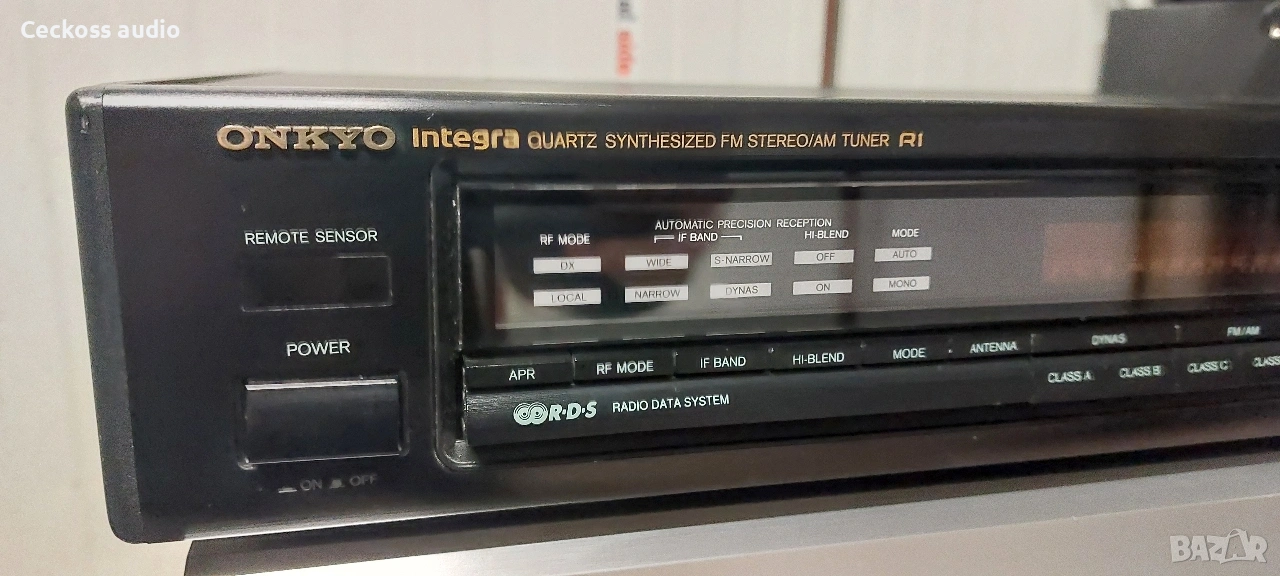 Ceckoss audio
ONKYO Integra QUARTZ SYNTHESIZED FM STEREO/AM TUNER R1
REMOTE SENSOR
POWER
ON OFF
AUTOMATIC PRECISION RECEPTION
RF MODE IF BAND HI-BLEND MODE
DX WIDE S-NARROW OFF AUTO
LOCAL NARROW DYNAS ON MONO
APR RF MODE IF BAND HI-BLEND MODE ANTENNA DYNAS FM/AM
CLASS A CLASS B CLASS C
R·D·S RADIO DATA SYSTEM
BAZAR